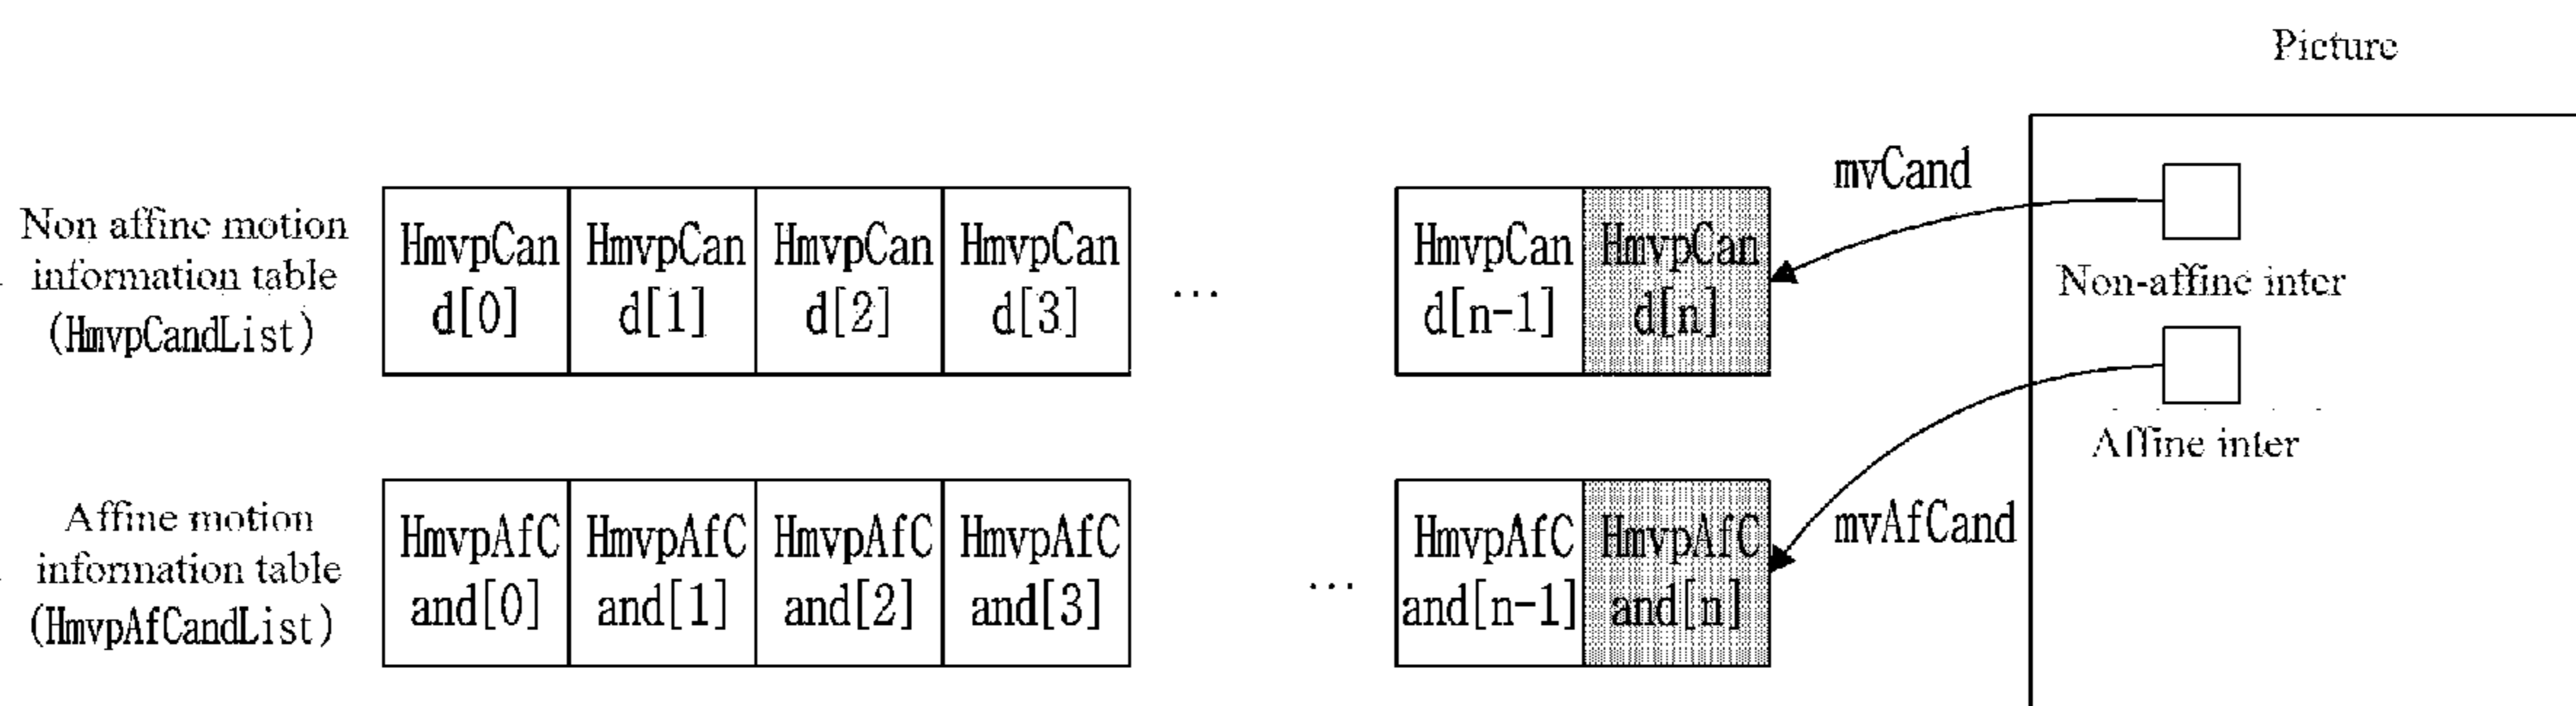 Picture
mvCand
Non affine motion
information table
(HmvpCandList)
HmvpCan
d[0]
HmvpCan
d[1]
HmvpCan
d[2]
HmvpCan
d[3]
...
HmvpCan
d[n-1]
HmvpCan
d[n]
Non-affine inter
Affine inter
Affine motion
information table
(HmvpAfCandList)
HmvpAfC
and[0]
HmvpAfC
and[1]
HmvpAfC
and[2]
HmvpAfC
and[3]
...
HmvpAfC
and[n-1]
HmvpAfC
and[n]
mvAfCand